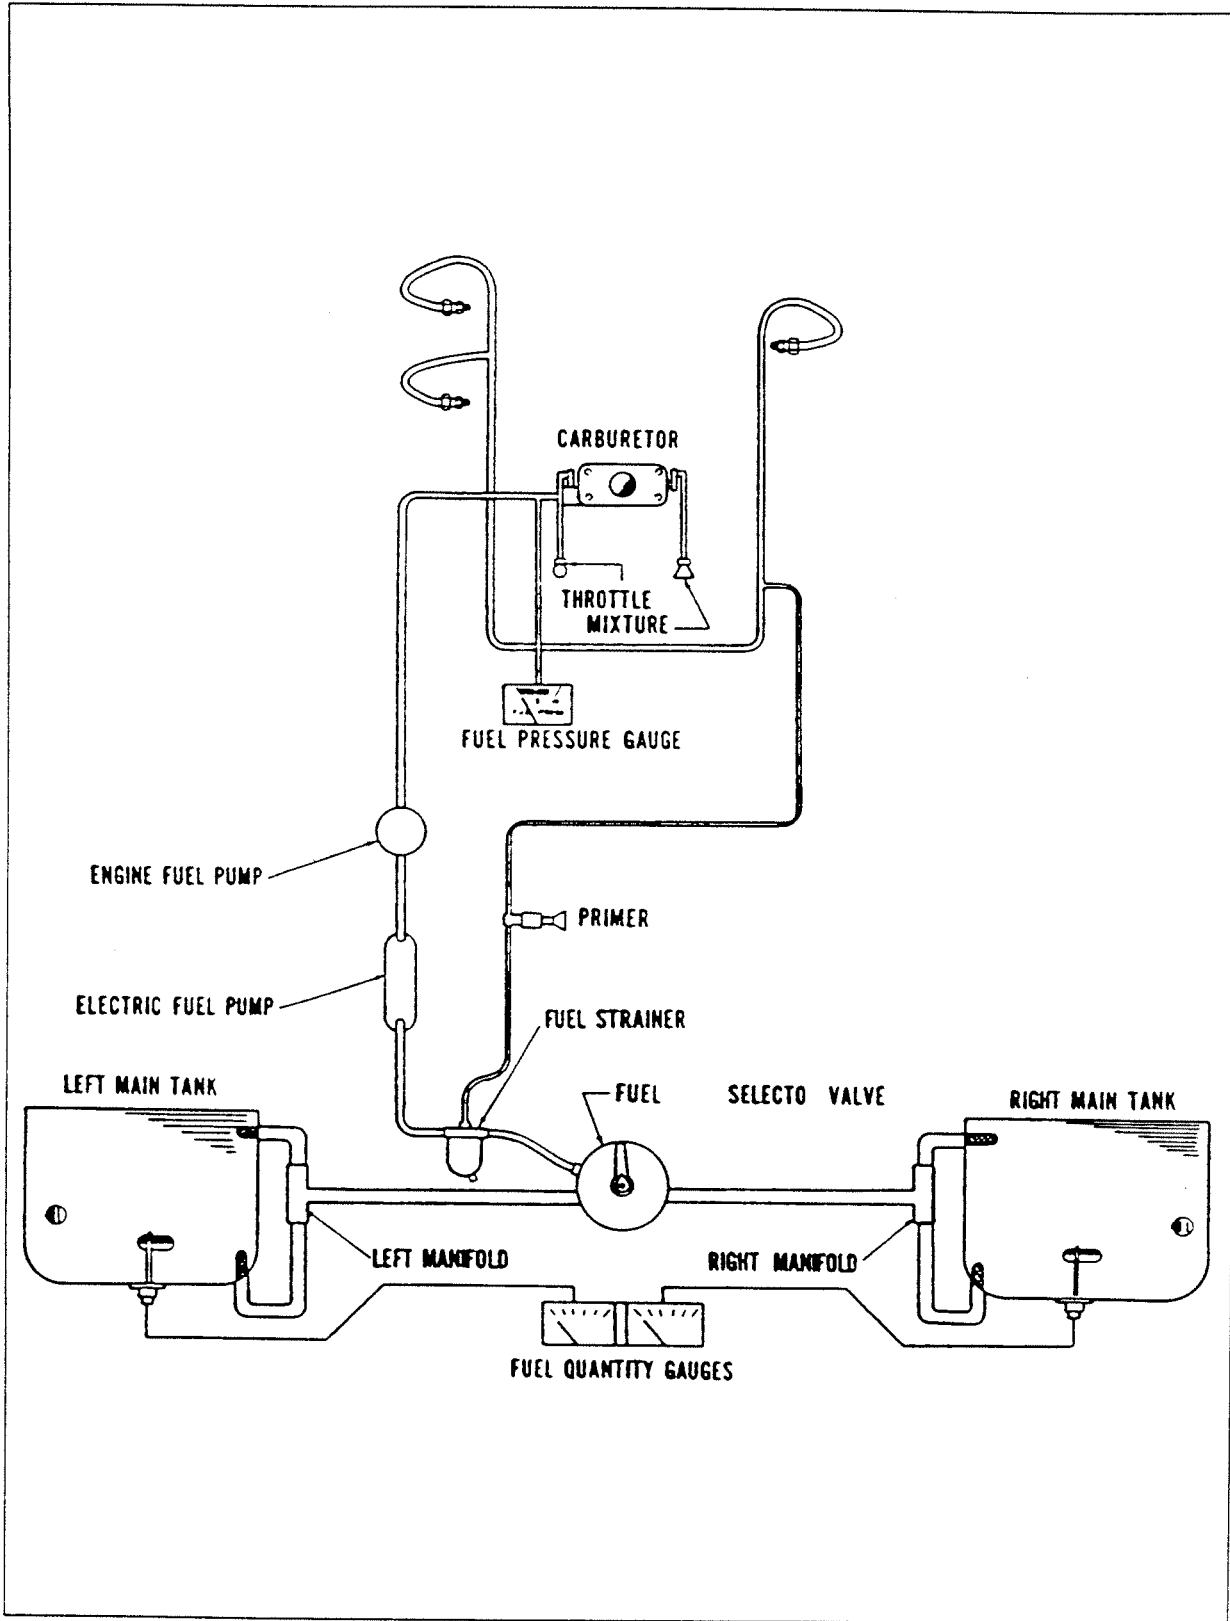 CARBURETOR
THROTTLE
MIXTURE
FUEL PRESSURE GAUGE
ENGINE FUEL PUMP
PRIMER
ELECTRIC FUEL PUMP
FUEL STRAINER
LEFT MAIN TANK
FUEL SELECTO VALVE
RIGHT MAIN TANK
LEFT MANIFOLD
RIGHT MANIFOLD
FUEL QUANTITY GAUGES